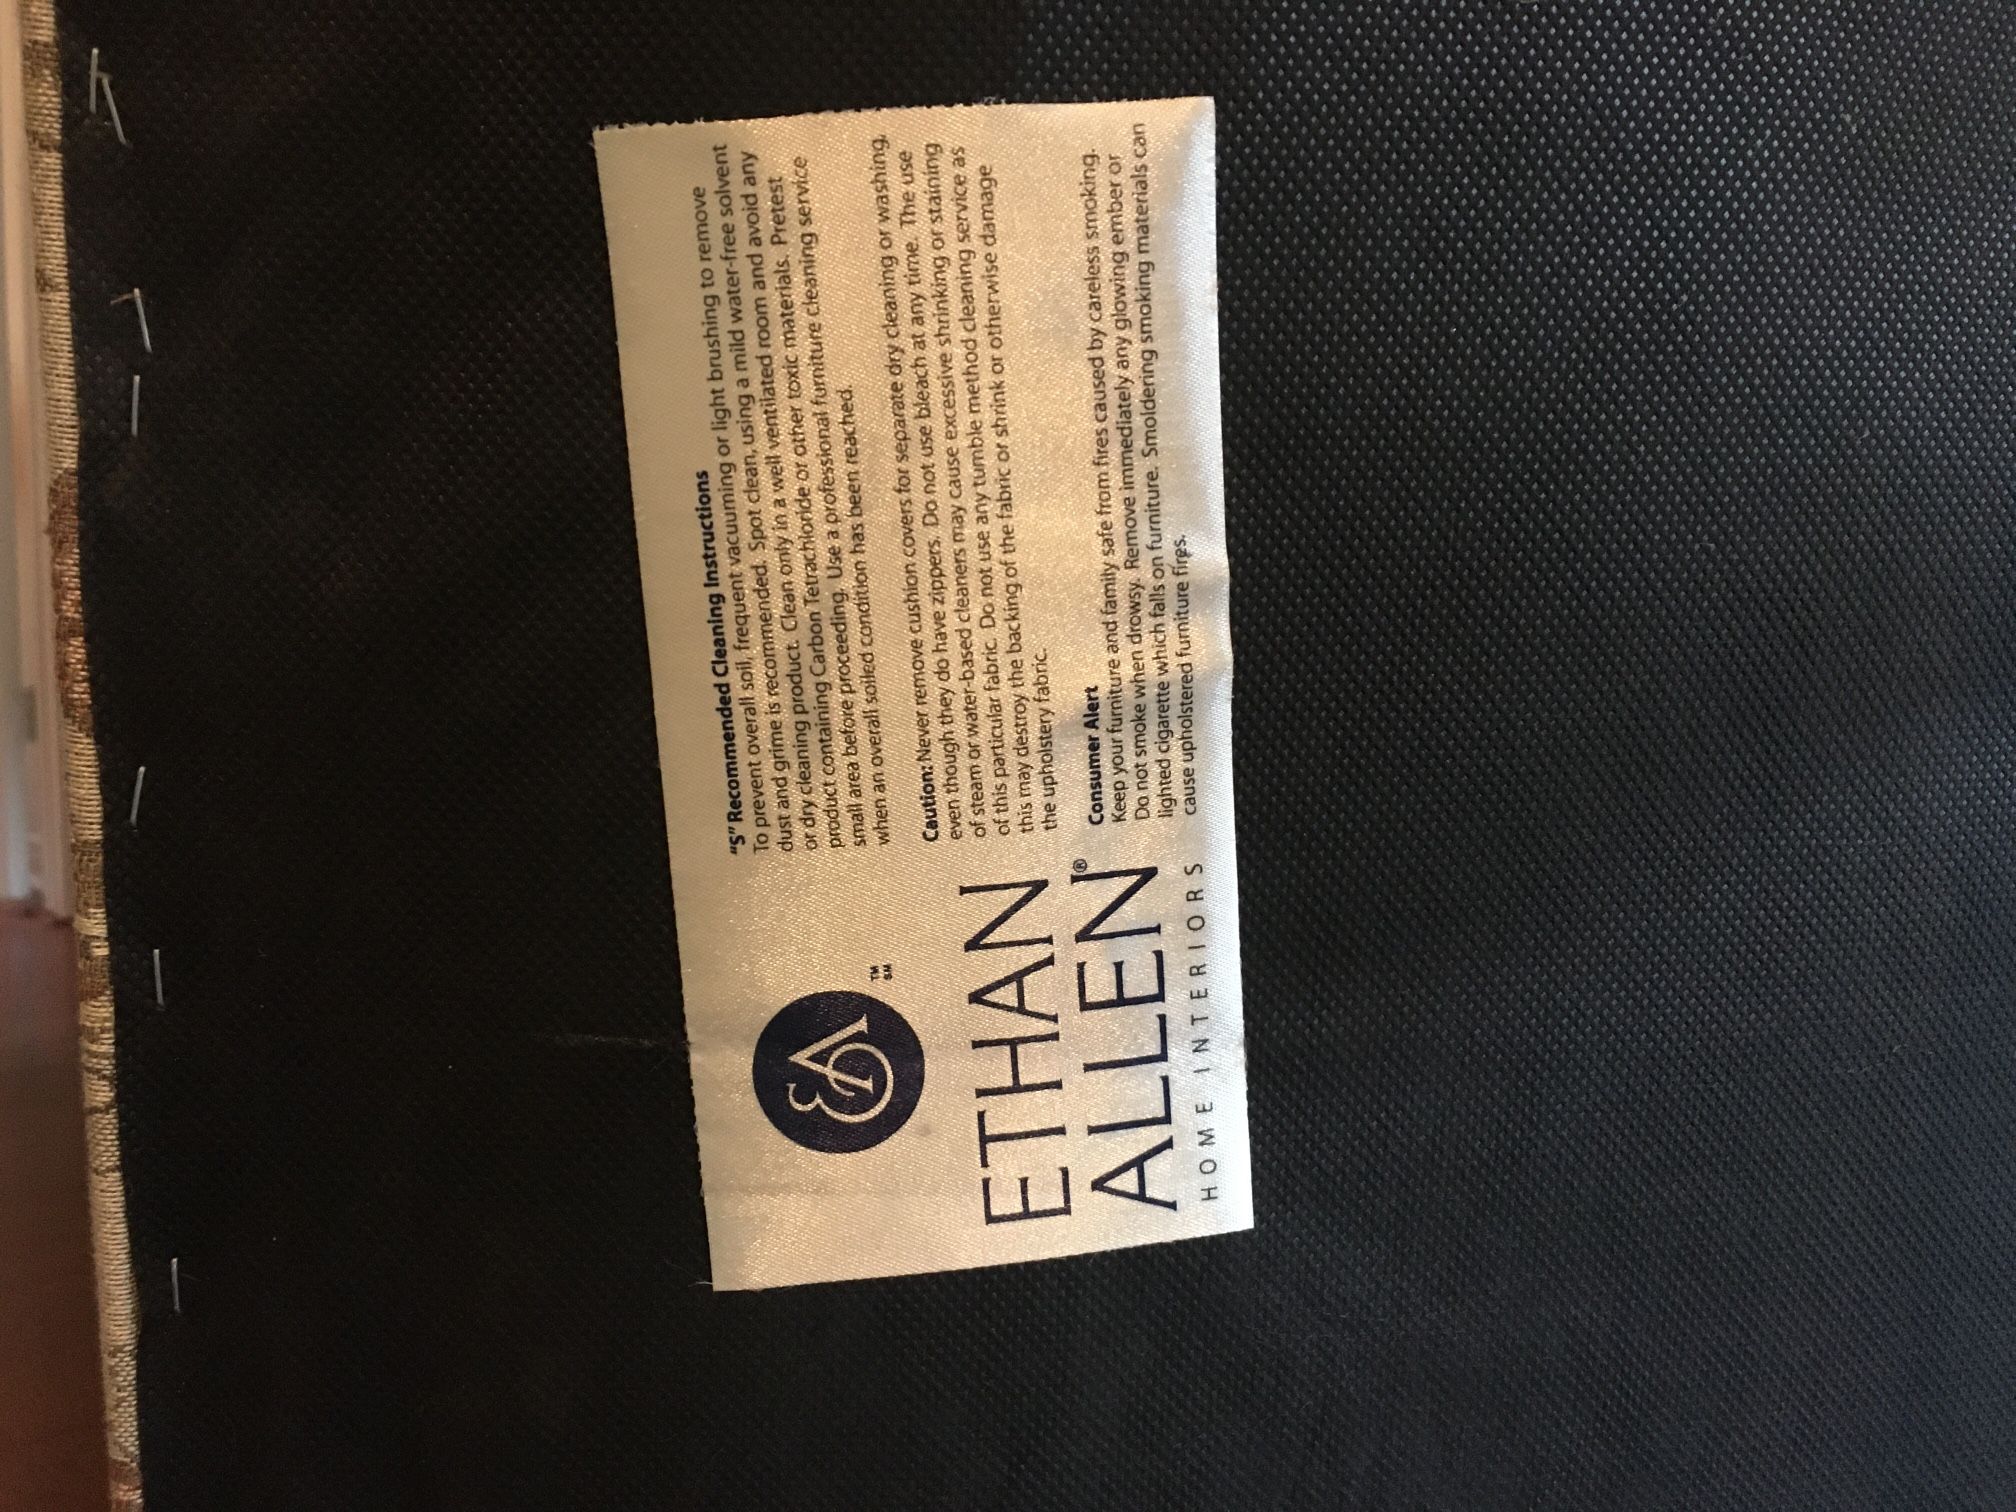 TM
SM
ETHAN
ALLEN®
HOME INTERIORS
"S" Recommended Cleaning Instructions
To prevent overall soil, frequent vacuuming or light brushing to remove
dust and grime is recommended. Spot clean, using a mild water-free solvent
or dry cleaning product. Clean only in a well ventilated room and avoid any
product containing Carbon Tetrachloride or other toxic materials. Pretest
small area before proceeding. Use a professional furniture cleaning service
when an overall soiled condition has been reached.
Caution: Never remove cushion covers for separate dry cleaning or washing,
even though they do have zippers. Do not use bleach at any time. The use
of steam or water-based cleaners may cause excessive shrinking or staining
of this particular fabric. Do not use any tumble method cleaning service as
this may destroy the backing of the fabric or shrink or otherwise damage
the upholstery fabric.
Consumer Alert
Keep your furniture and family safe from fires caused by careless smoking.
Do not smoke when drowsy. Remove immediately any glowing ember or
lighted cigarette which falls on furniture. Smoldering smoking materials can
cause upholstered furniture fires.